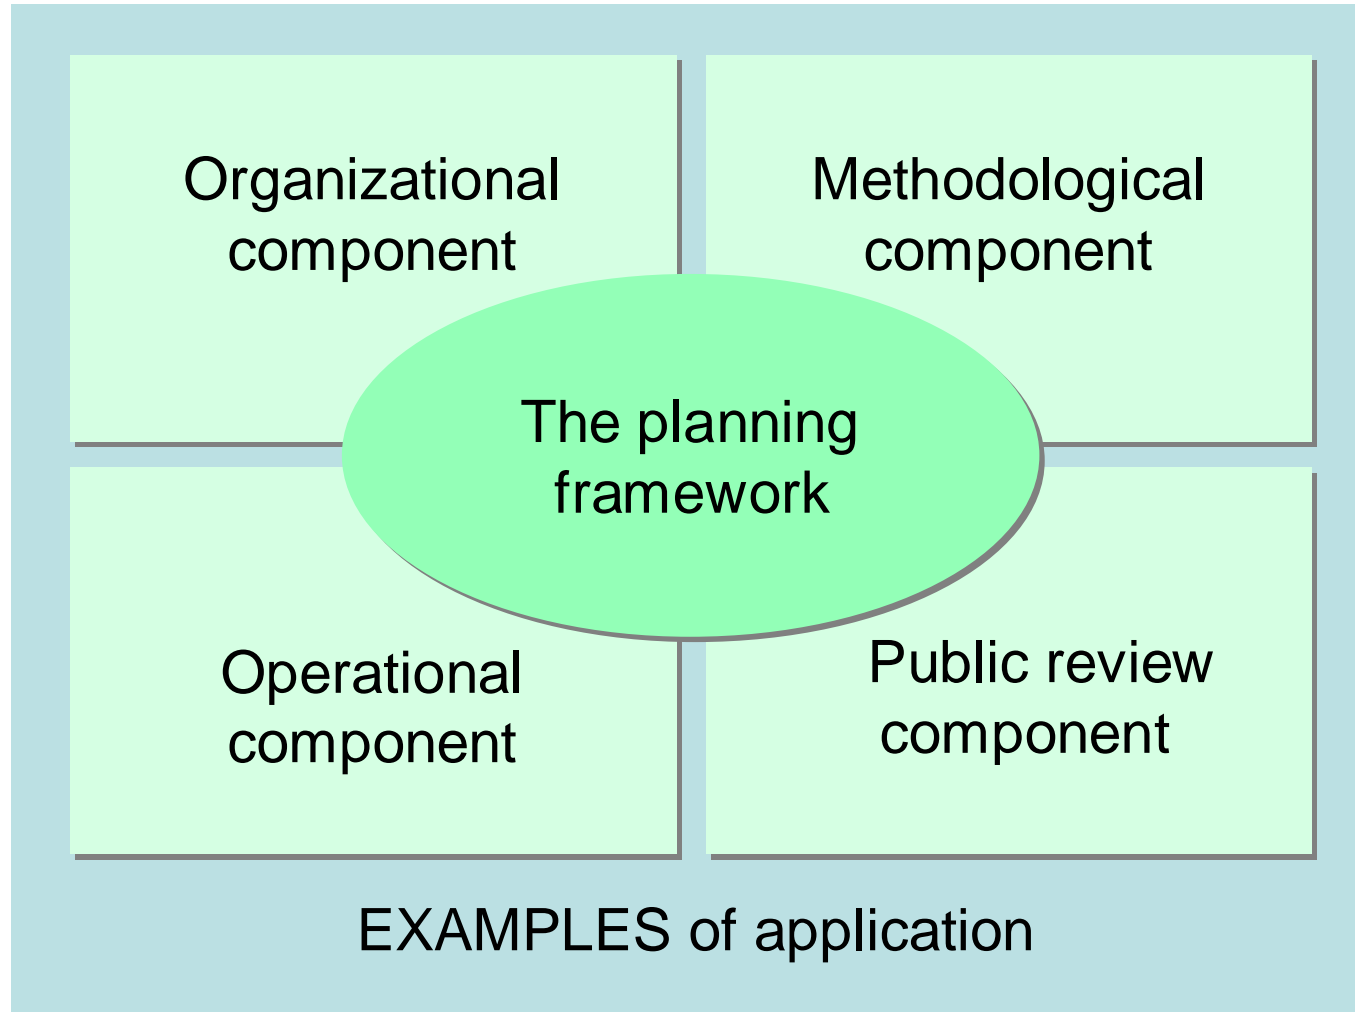 Organizational
component
Methodological
component
The planning
framework
Operational
component
Public review
component
EXAMPLES of application